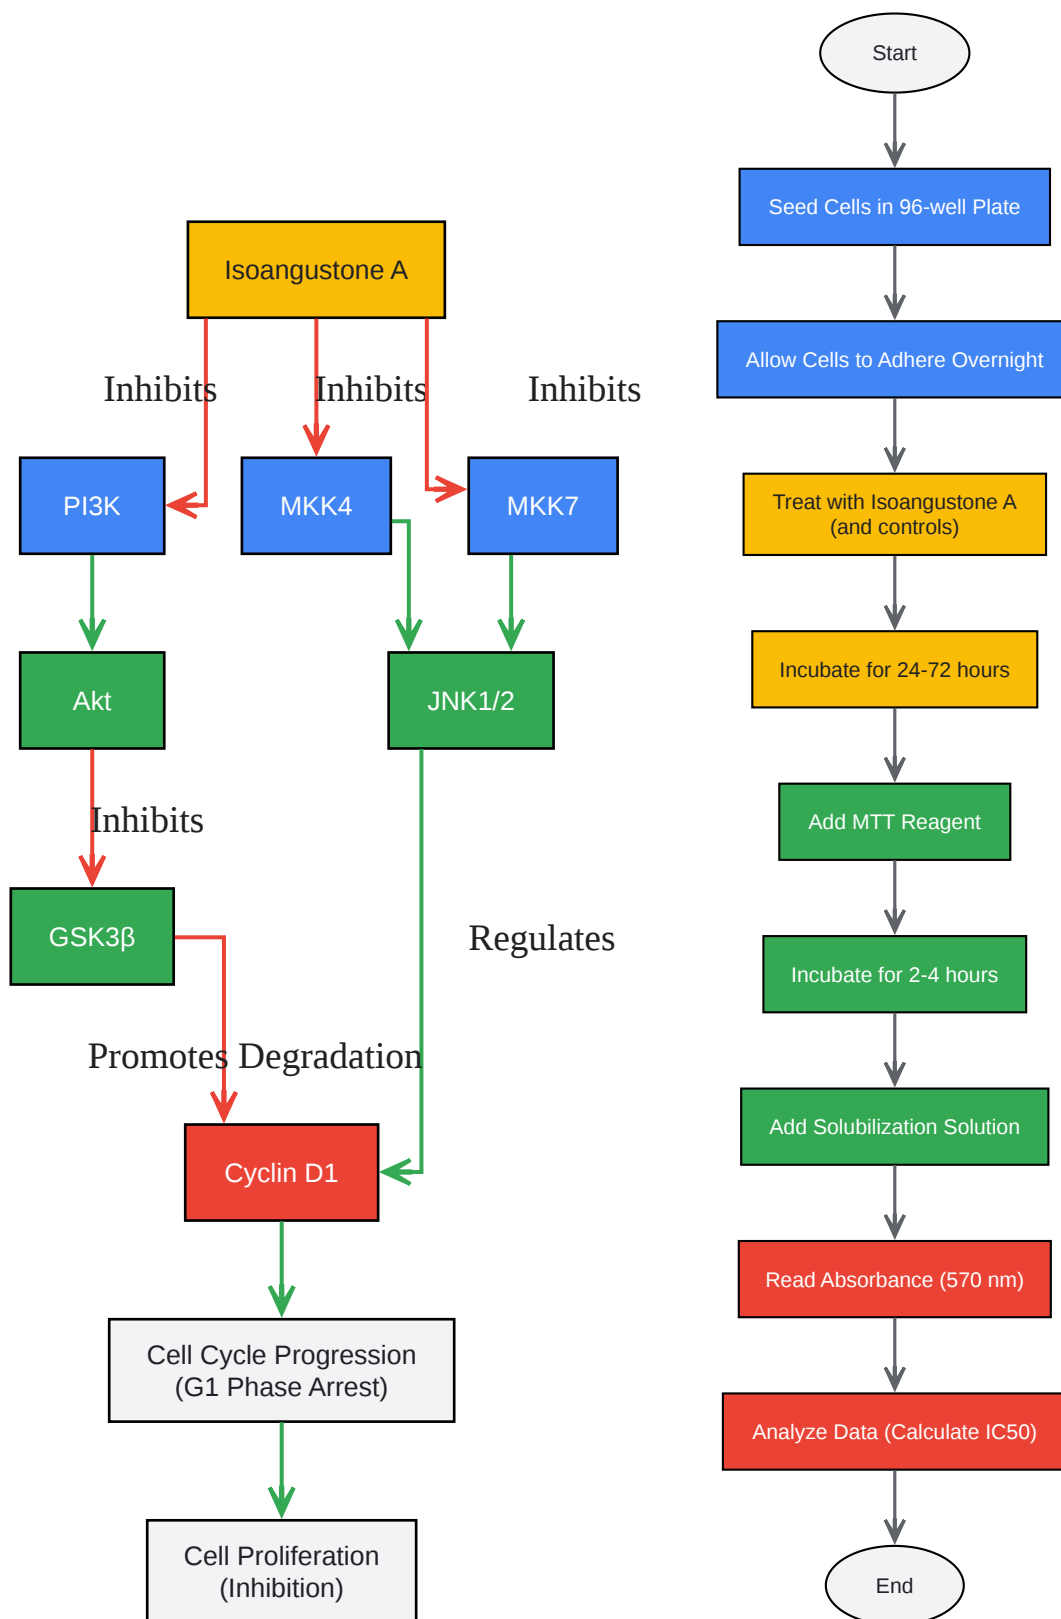 Isoangustone A
Inhibits
Inhibits
Inhibits
PI3K
MKK4
MKK7
Akt
JNK1/2
Inhibits
GSK3β
Regulates
Promotes Degradation
Cyclin D1
Cell Cycle Progression
(G1 Phase Arrest)
Cell Proliferation
(Inhibition)
Start
Seed Cells in 96-well Plate
Allow Cells to Adhere Overnight
Treat with Isoangustone A
(and controls)
Incubate for 24-72 hours
Add MTT Reagent
Incubate for 2-4 hours
Add Solubilization Solution
Read Absorbance (570 nm)
Analyze Data (Calculate IC50)
End